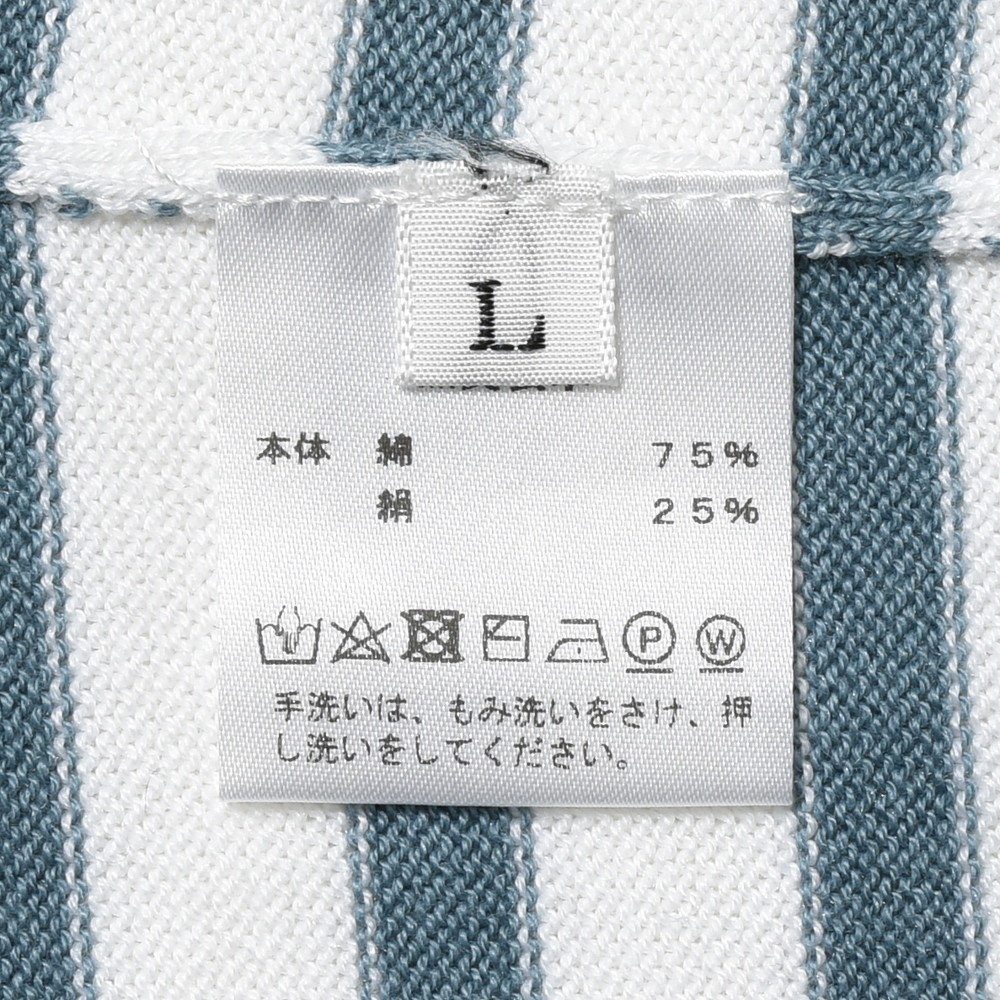 L
本体 綿 75%
絹 25%
P W
手洗いは、もみ洗いをさけ、押
し洗いをしてください。